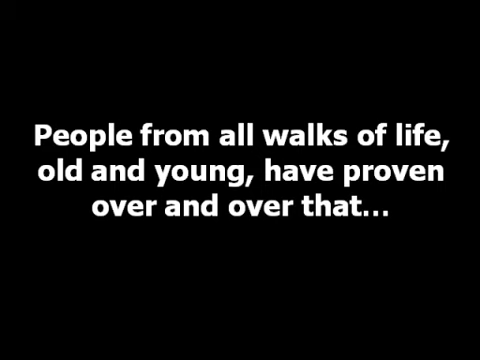 People from all walks of life,
old and young, have proven
over and over that...